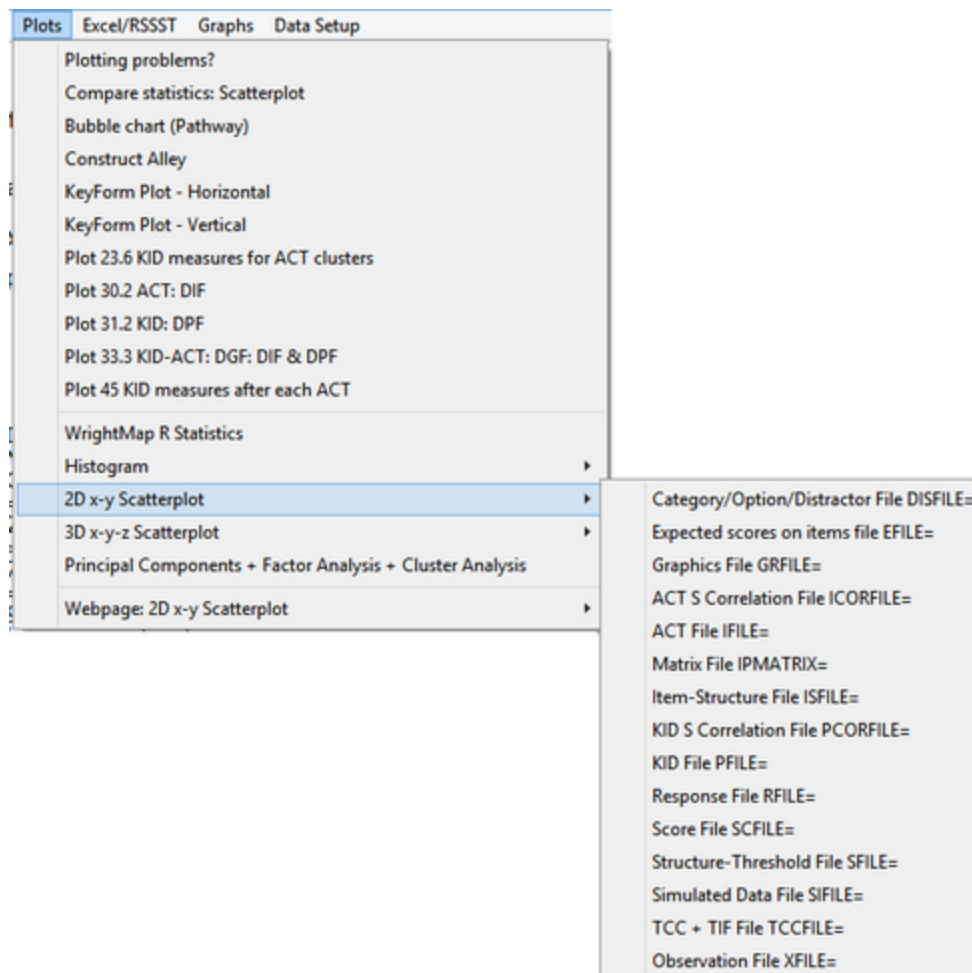 Plots Excel/RSSST Graphs Data Setup
Plotting problems?
Compare statistics: Scatterplot
Bubble chart (Pathway)
Construct Alley
KeyForm Plot - Horizontal
KeyForm Plot - Vertical
Plot 23.6 KID measures for ACT clusters
Plot 30.2 ACT: DIF
Plot 31.2 KID: DPF
Plot 33.3 KID-ACT: DGF: DIF & DPF
Plot 45 KID measures after each ACT
WrightMap R Statistics
Histogram
2D x-y Scatterplot
3D x-y-z Scatterplot
Principal Components + Factor Analysis + Cluster Analysis
Webpage: 2D x-y Scatterplot
Category/Option/Distractor File DISFILE=
Expected scores on items file EFILE=
Graphics File GRFILE=
ACT S Correlation File ICORFILE=
ACT File IFILE=
Matrix File IPMATRIX=
Item-Structure File ISFILE=
KID S Correlation File PCORFILE=
KID File PFILE=
Response File RFILE=
Score File SCFILE=
Structure-Threshold File SFILE=
Simulated Data File SIFILE=
TCC + TIF File TCCFILE=
Observation File XFILE=